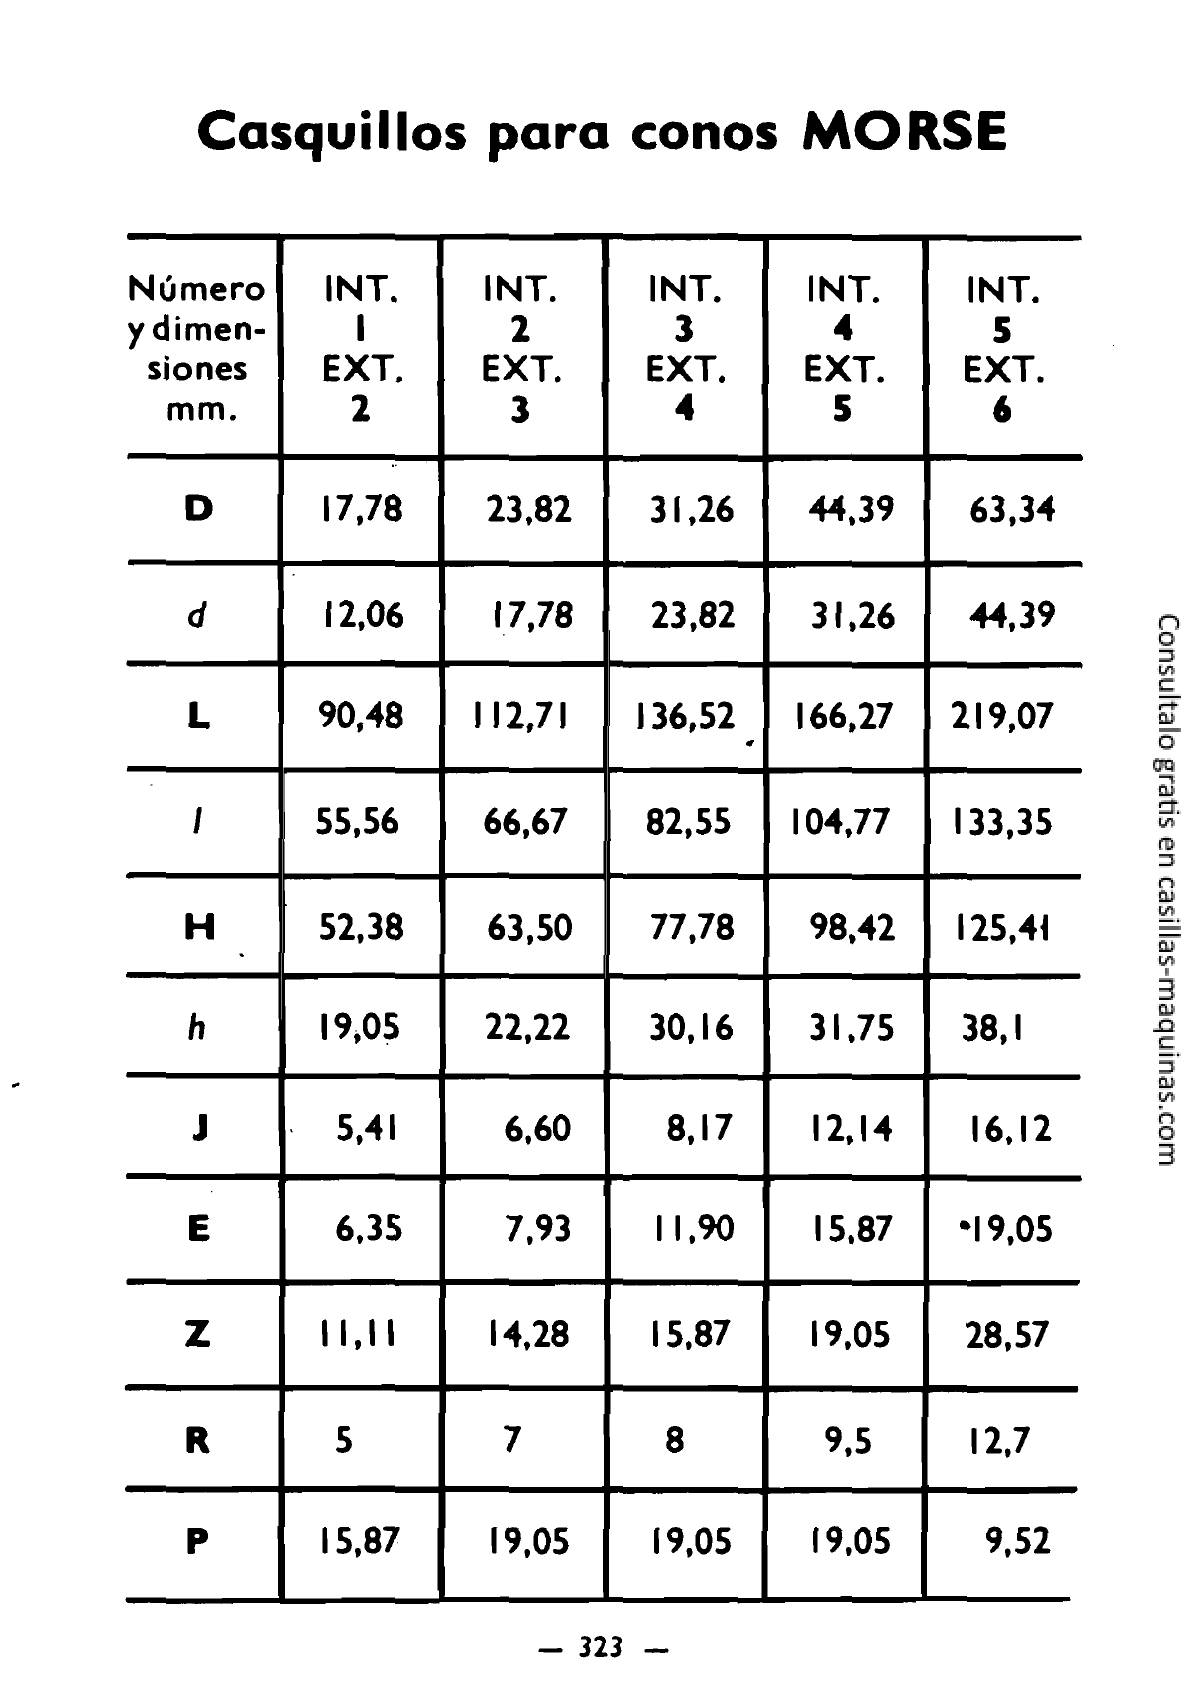 Casquillos para conos MORSE
Número y dimensiones mm. | INT. 1 EXT. 2 | INT. 2 EXT. 3 | INT. 3 EXT. 4 | INT. 4 EXT. 5 | INT. 5 EXT. 6
D 17,78 23,82 31,26 44,39 63,34
d 12,06 17,78 23,82 31,26 44,39
L 90,48 112,71 136,52 166,27 219,07
l 55,56 66,67 82,55 104,77 133,35
H 52,38 63,50 77,78 98,42 125,41
h 19,05 22,22 30,16 31,75 38,1
J 5,41 6,60 8,17 12,14 16,12
E 6,35 7,93 11,90 15,87 19,05
Z 11,11 14,28 15,87 19,05 28,57
R 5 7 8 9,5 12,7
P 15,87 19,05 19,05 19,05 9,52
— 323 —
Consultalo gratis en casillas-maquinas.com